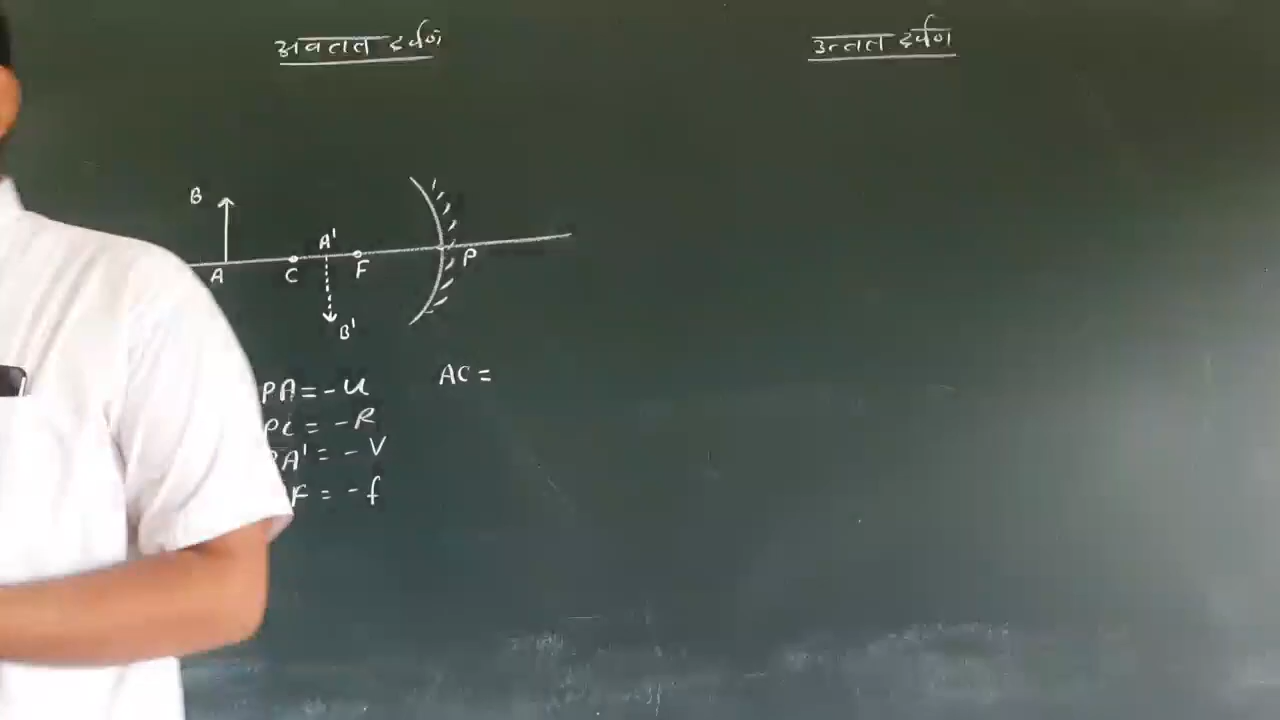 अवतल दर्पण
उत्तल दर्पण
B
A'
A
C
F
P
B'
PA = - u
PC = - R
PA' = - V
F = - f
AC =